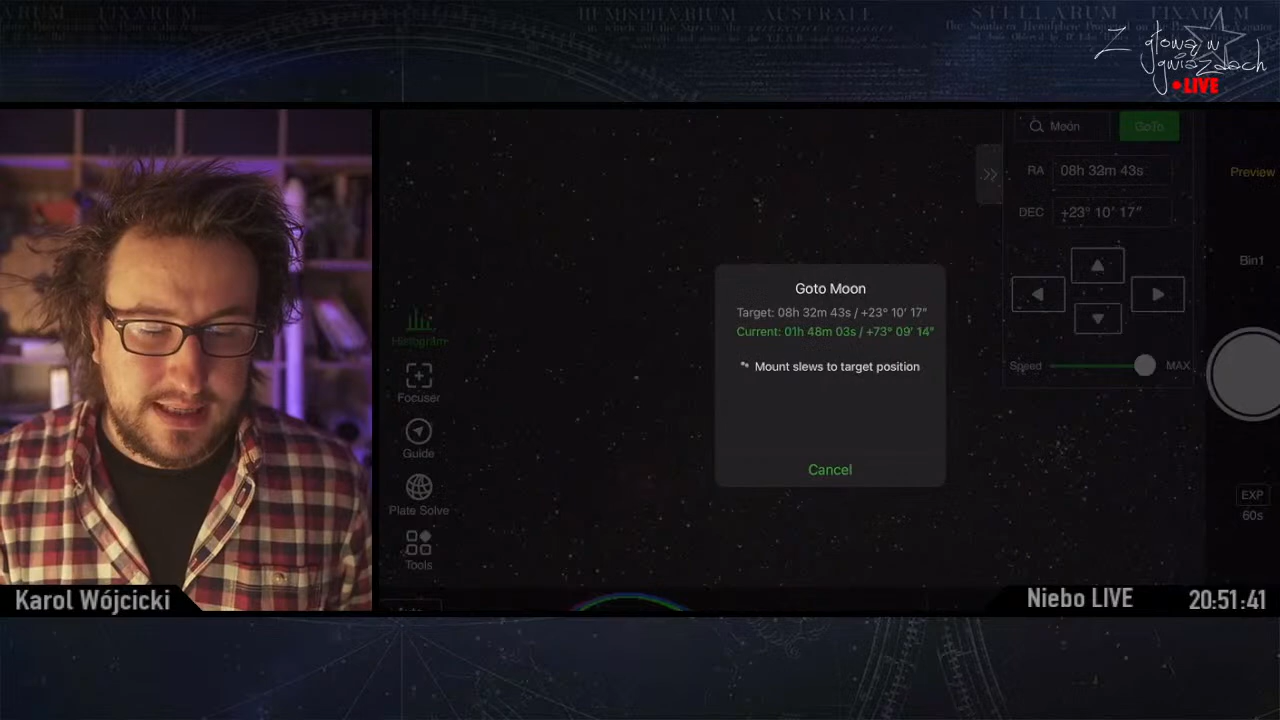 HEMISPHÆRIUM AUSTRALE
STELLARUM FIXARUM
Z głową w
gwiazdach
LIVE
Moon
GoTo
RA 08h 32m 43s
DEC +23° 10' 17"
Preview
Bin1
Goto Moon
Target: 08h 32m 43s / +23° 10' 17"
Current: 01h 48m 03s / +73° 09' 14"
Mount slews to target position
Cancel
Histogram
Focuser
Guide
Plate Solve
Tools
Speed MAX
EXP
60s
Karol Wójcicki
Niebo LIVE
20:51:41